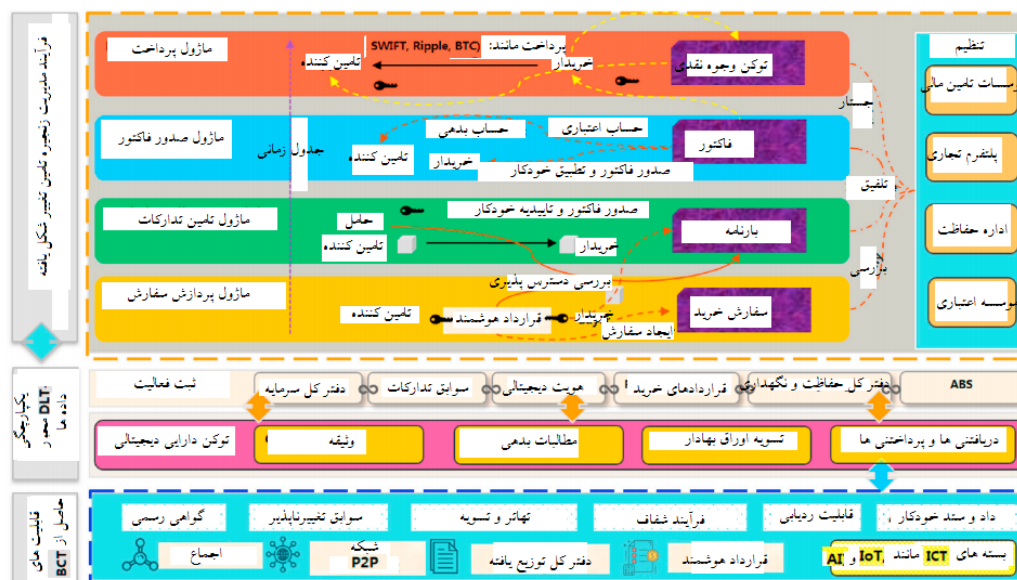 فرآیند مدیریت زنجیره تامین تغییر شکل یافته
ماژول پرداخت
تامین کننده
پرداخت مانند:
SWIFT, Ripple, BTC)
خریدار
توکن وجوه نقدی
تنظیم
جستار
ماژول صدور فاکتور
جدول زمانی
تامین کننده
حساب بدهی
حساب اعتباری
خریدار
صدور فاکتور و تطبیق خودکار
فاکتور
پلتفرم تجاری
تلفیق
ماژول تامین تدارکات
حامل
صدور فاکتور و تاییدیه خودکار
تامین کننده
خریدار
بارنامه
اداره حفاظت
بازرسی
ماژول پردازش سفارش
بررسی دسترس پذیری
تامین کننده
قرارداد هوشمند
خریدار
ایجاد سفارش
سفارش خرید
موسسه اعتباری
یکپارچگی
DLT محور
داده ها
ثبت فعالیت
دفتر کل سرمایه
سوابق تدارکات
هویت دیجیتالی
قراردادهای خرید
دفتر کل حفاظت و نگهداری
ABS
توکن دارایی دیجیتالی
وثیقه
مطالبات بدهی
تسویه اوراق بهادار
دریافتنی ها و پرداختنی ها
قابلیت های
حاصل از
BCT
گواهی رسمی
سوابق تغییرناپذیر
تهاتر و تسویه
فرآیند شفاف
قابلیت ردیابی
داد و ستد خودکار
اجماع
شبکه
P2P
دفتر کل توزیع یافته
قرارداد هوشمند
بسته های ICT مانند IoT و AI